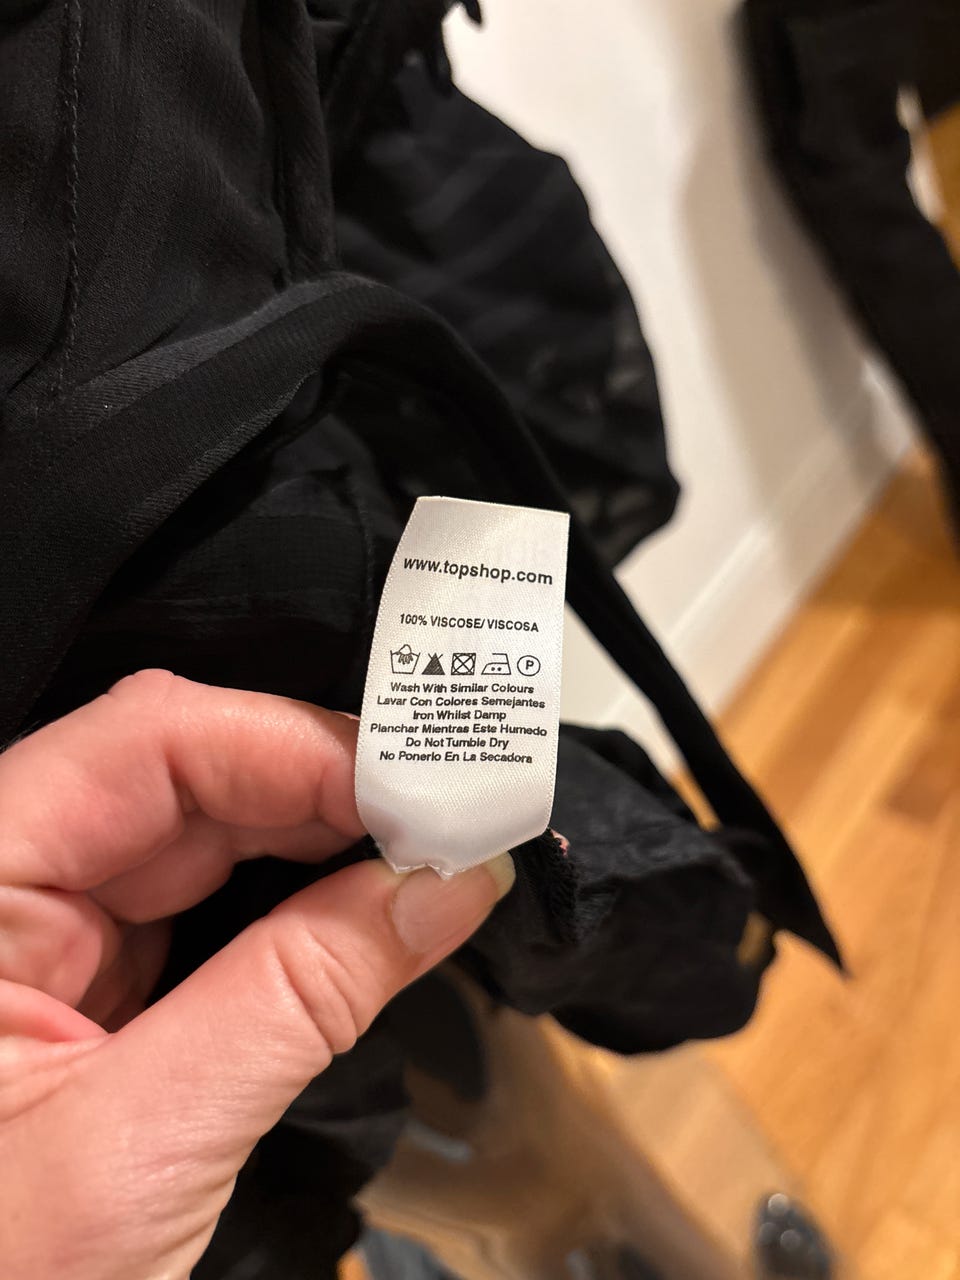 www.topshop.com
100% VISCOSE/ VISCOSA
P
Wash With Similar Colours
Lavar Con Colores Semejantes
Iron Whilst Damp
Planchar Mientras Este Humedo
Do Not Tumble Dry
No Ponerlo En La Secadora